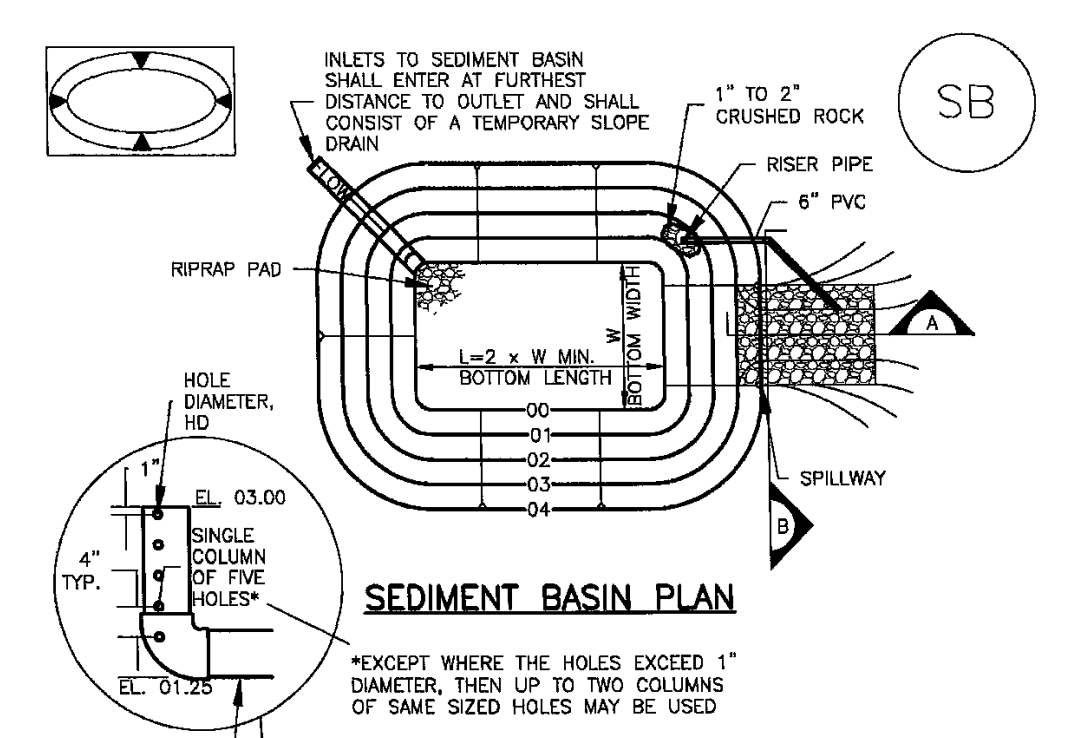 INLETS TO SEDIMENT BASIN
SHALL ENTER AT FURTHEST
DISTANCE TO OUTLET AND SHALL
CONSIST OF A TEMPORARY SLOPE
DRAIN
1" TO 2"
CRUSHED ROCK
SB
RISER PIPE
6" PVC
FLOW
RIPRAP PAD
A
W
BOTTOM WIDTH
L=2 x W MIN.
BOTTOM LENGTH
00
01
02
03
04
SPILLWAY
B
HOLE
DIAMETER,
HD
1"
EL. 03.00
SINGLE
COLUMN
OF FIVE
HOLES*
4"
TYP.
EL. 01.25
SEDIMENT BASIN PLAN
*EXCEPT WHERE THE HOLES EXCEED 1"
DIAMETER, THEN UP TO TWO COLUMNS
OF SAME SIZED HOLES MAY BE USED